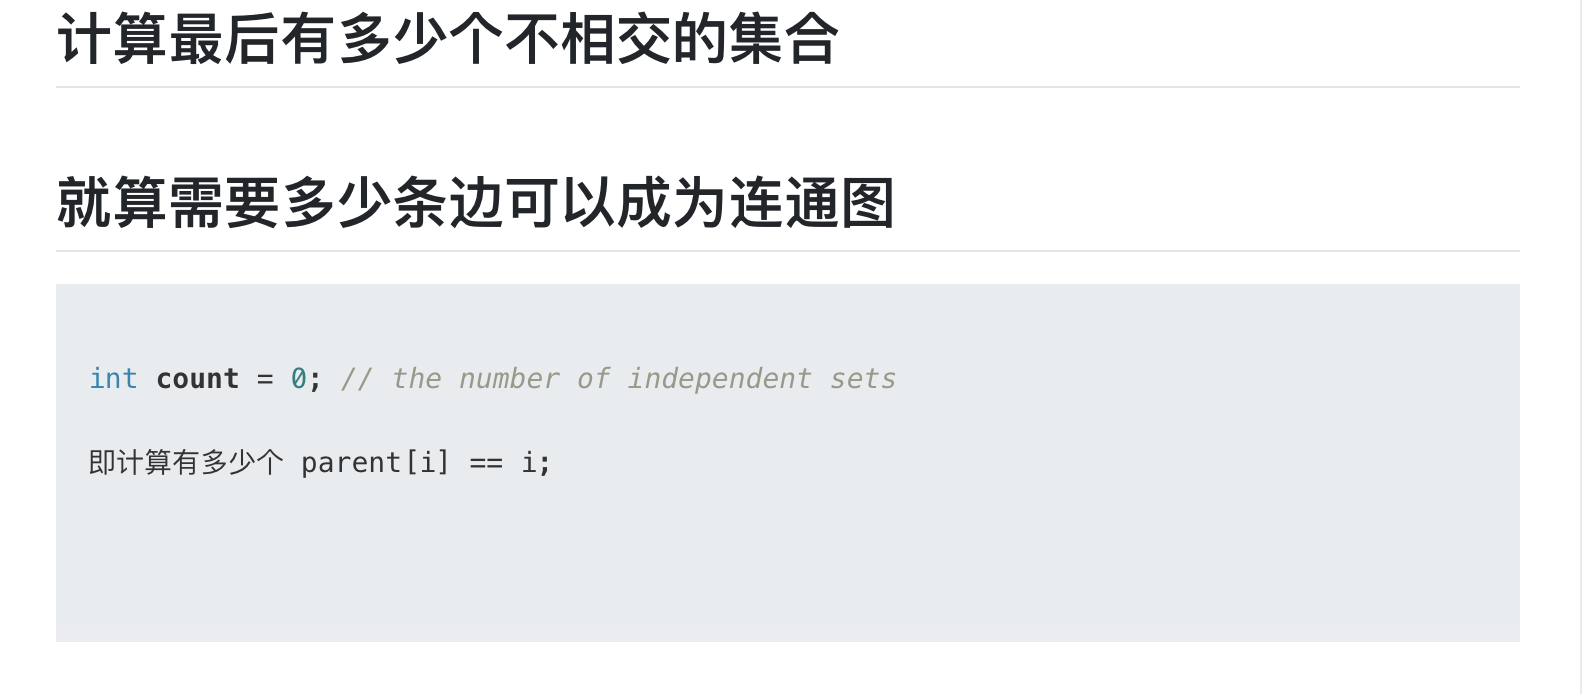 计算最后有多少个不相交的集合
就算需要多少条边可以成为连通图
int count = 0; // the number of independent sets
即计算有多少个 parent[i] == i;